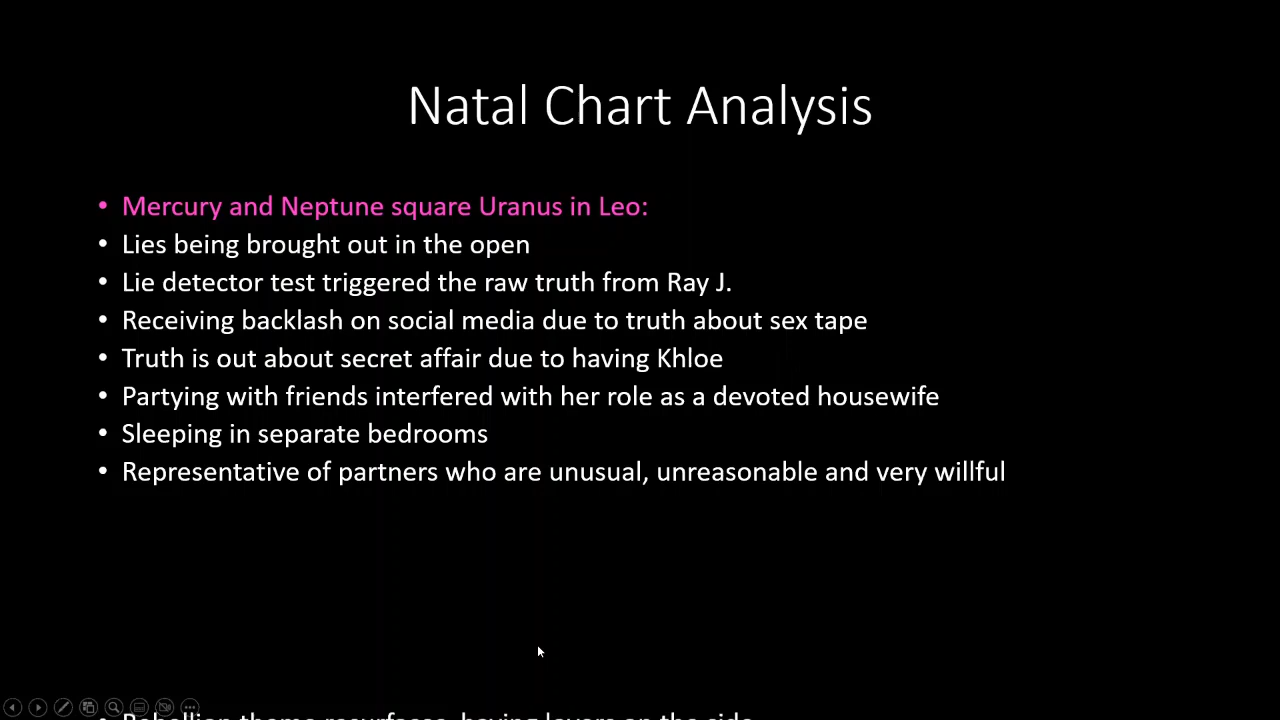 Natal Chart Analysis
• Mercury and Neptune square Uranus in Leo:
• Lies being brought out in the open
• Lie detector test triggered the raw truth from Ray J.
• Receiving backlash on social media due to truth about sex tape
• Truth is out about secret affair due to having Khloe
• Partying with friends interfered with her role as a devoted housewife
• Sleeping in separate bedrooms
• Representative of partners who are unusual, unreasonable and very willful
• Rebellion theme resurfaces, having lovers on the side